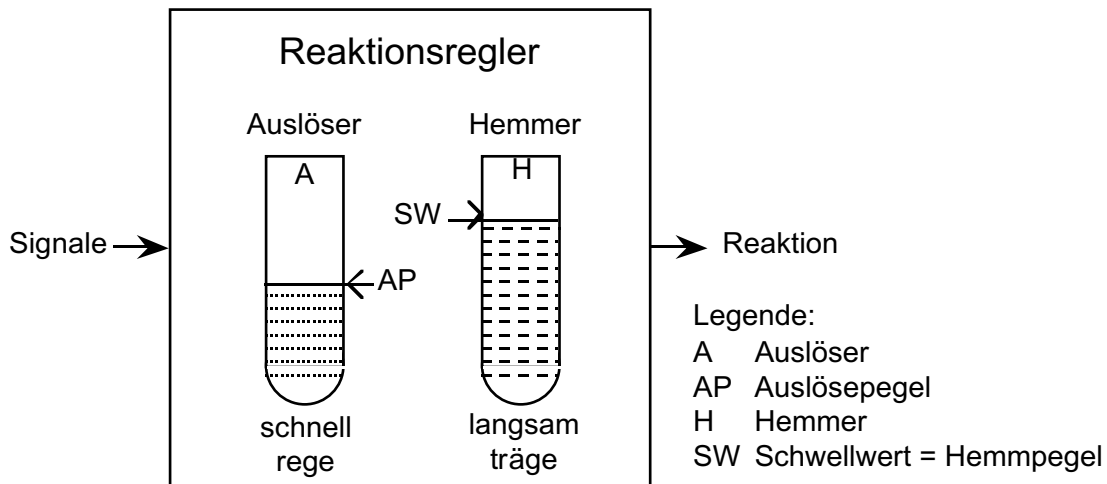 Reaktionsregler
Auslöser
Hemmer
A
H
SW
Signale
Reaktion
AP
Legende:
A Auslöser
AP Auslösepegel
H Hemmer
SW Schwellwert = Hemmpegel
schnell
rege
langsam
träge